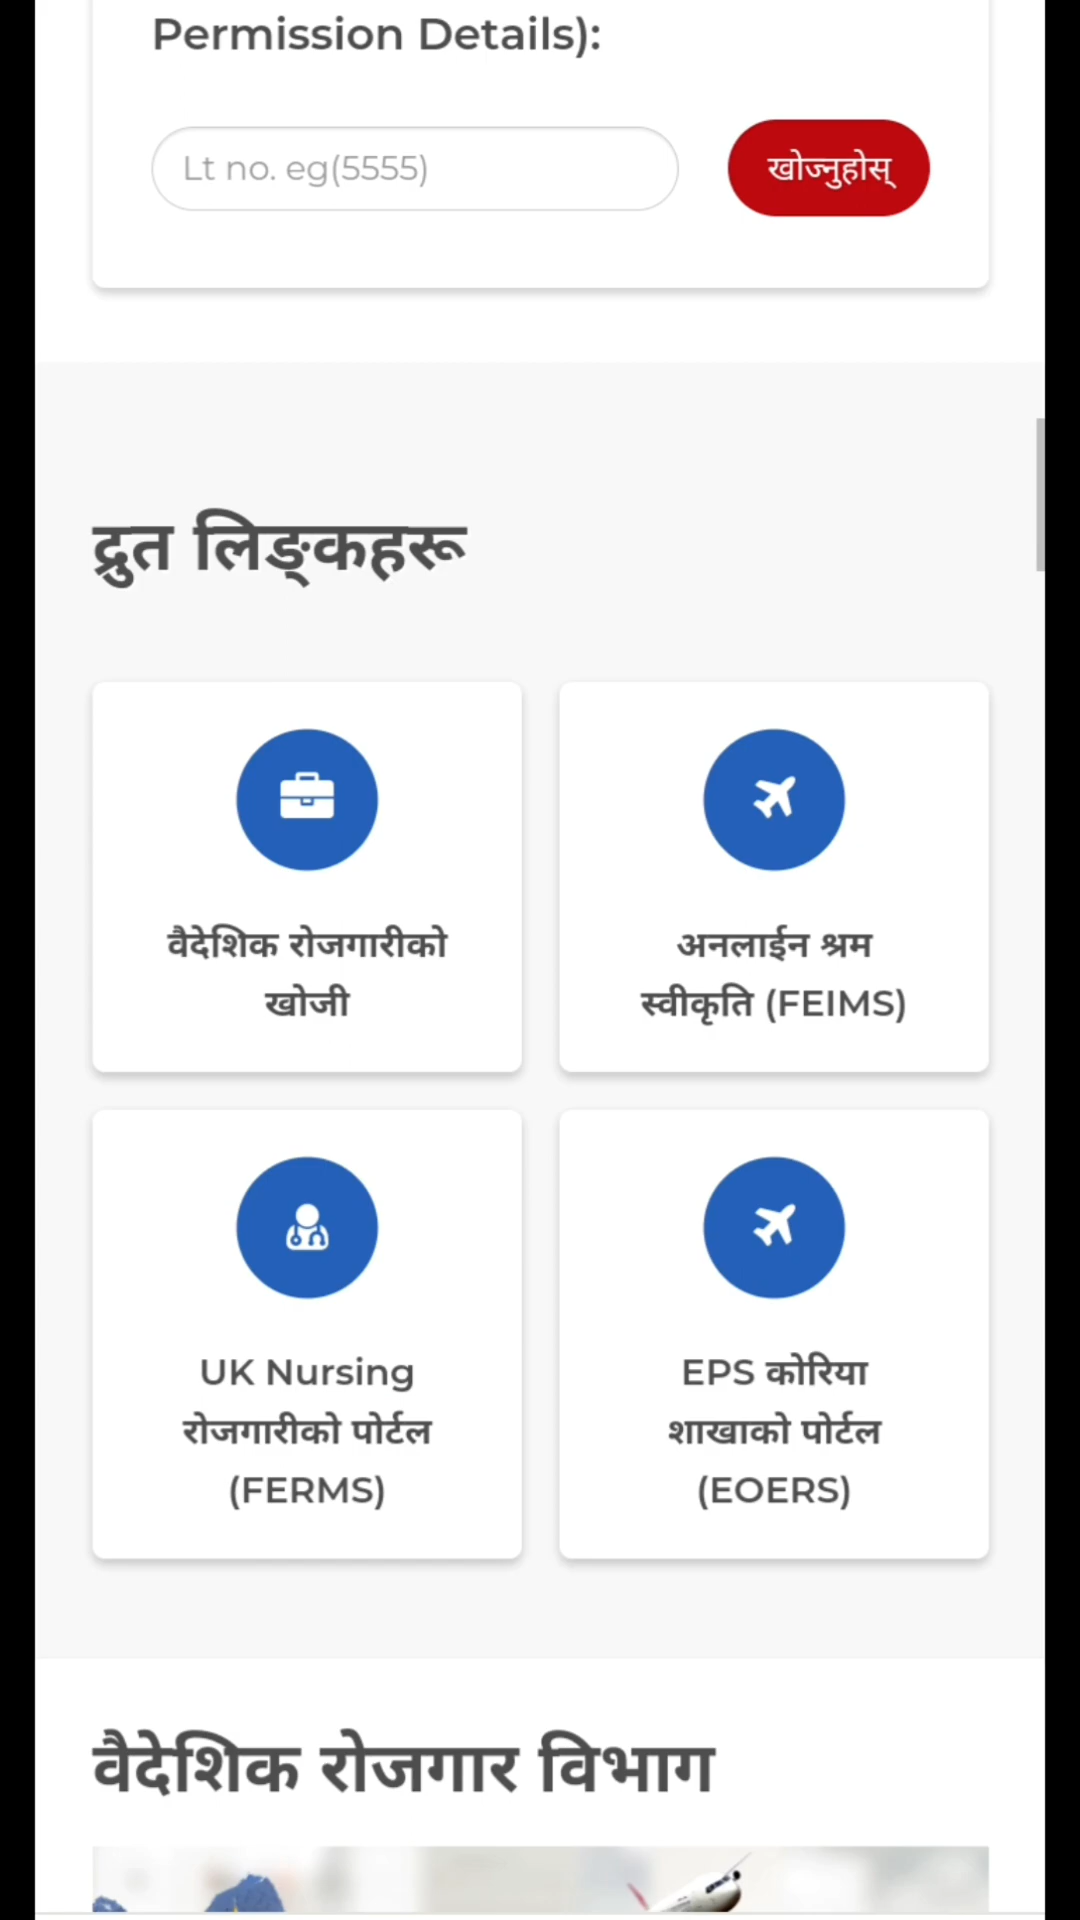 Permission Details):
Lt no. eg(5555)
खोज्नुहोस्
द्रुत लिङ्कहरू
वैदेशिक रोजगारीको
खोजी
अनलाईन श्रम
स्वीकृति (FEIMS)
UK Nursing
रोजगारीको पोर्टल
(FERMS)
EPS कोरिया
शाखाको पोर्टल
(EOERS)
वैदेशिक रोजगार विभाग